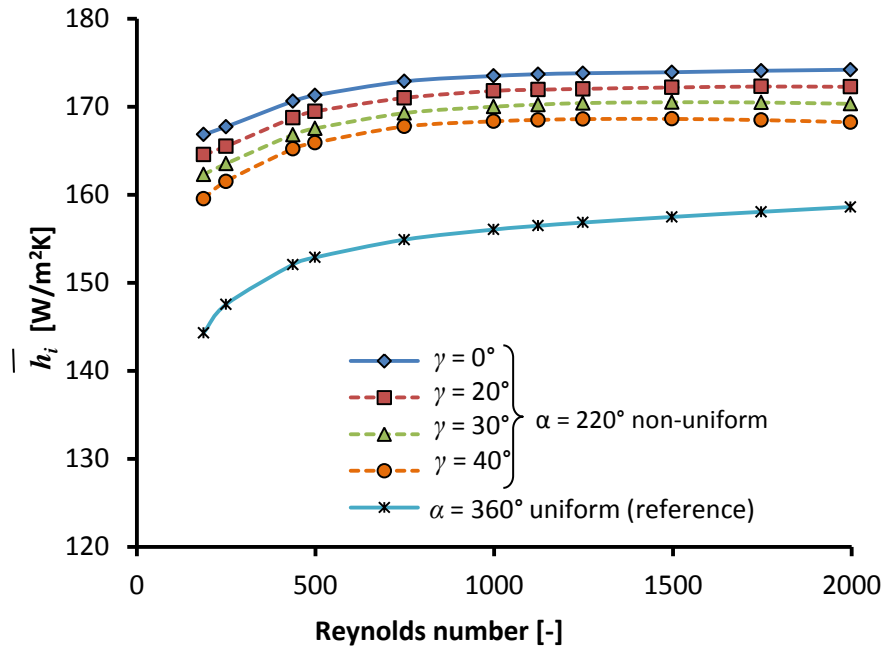 180
170
160
150
140
130
120
h̅ᵢ [W/m²K]
γ = 0°
γ = 20°
γ = 30°
γ = 40°
α = 220° non-uniform
α = 360° uniform (reference)
0 500 1000 1500 2000
Reynolds number [-]